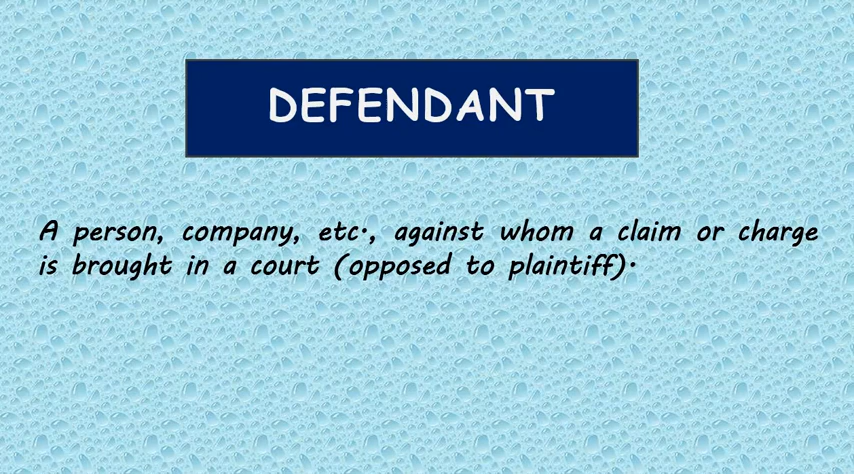 DEFENDANT
A person, company, etc., against whom a claim or charge
is brought in a court (opposed to plaintiff).